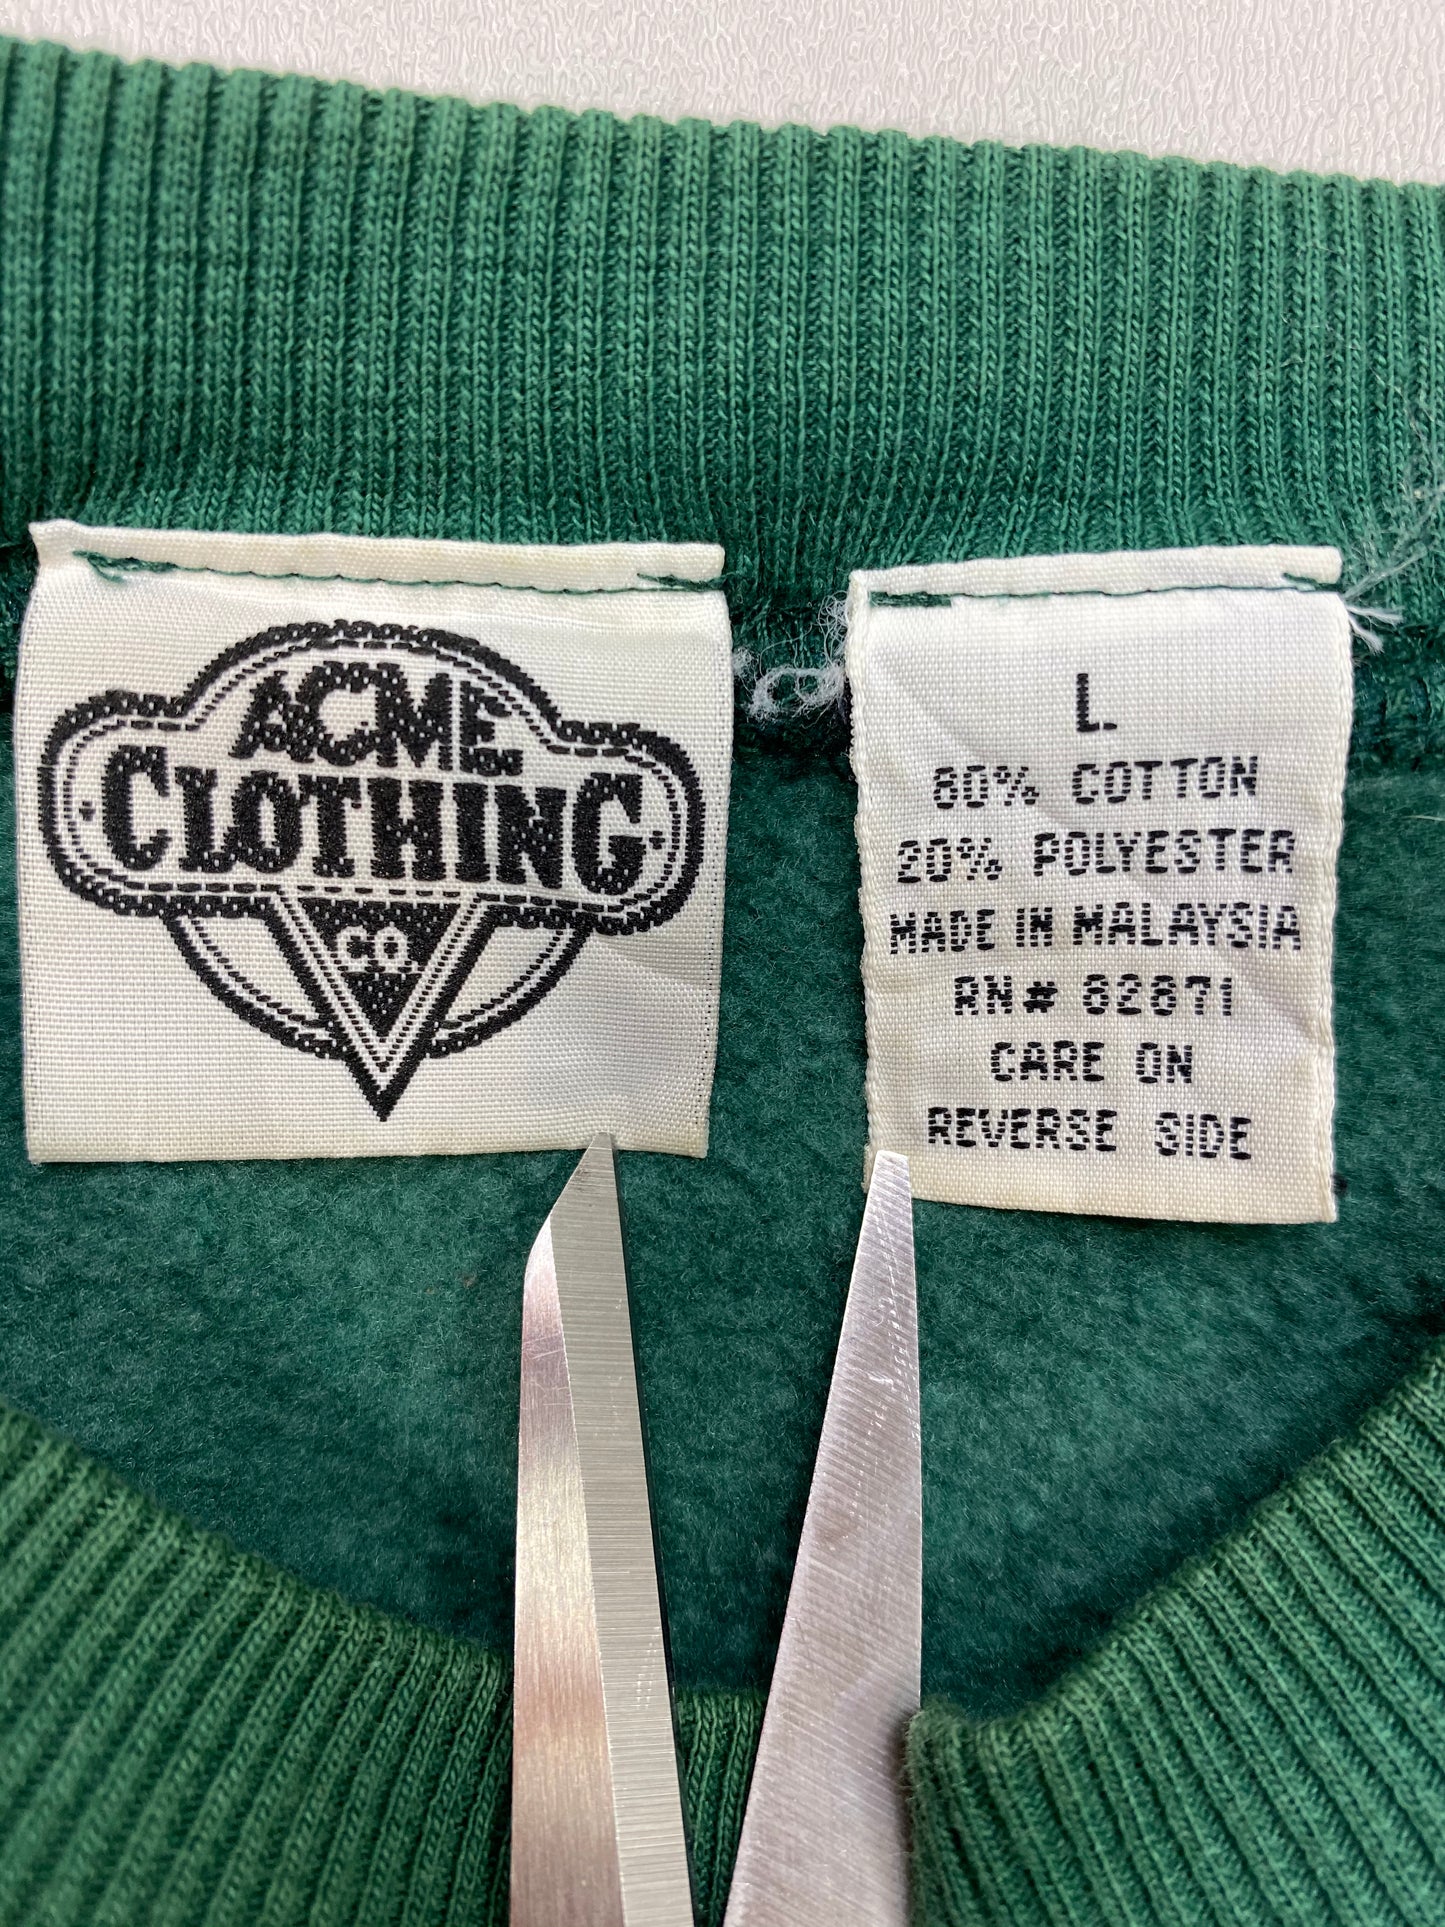 ACME
CLOTHING
CO.
L
80% COTTON
20% POLYESTER
MADE IN MALAYSIA
RN# 82871
CARE ON
REVERSE SIDE